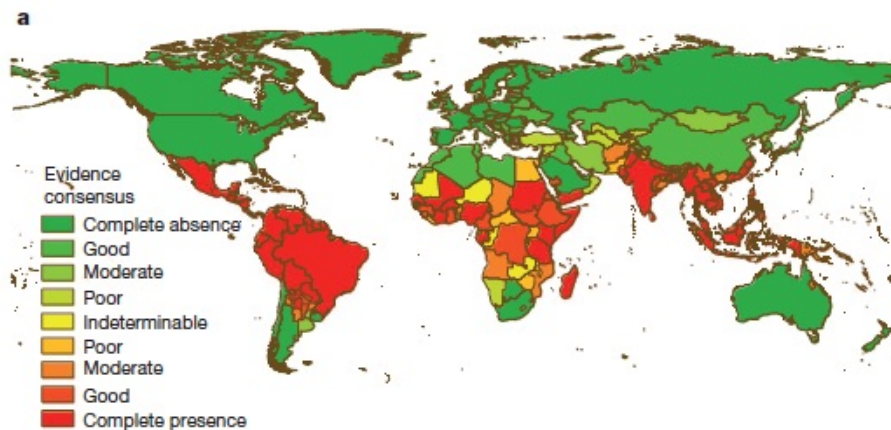 a
Evidence
consensus
Complete absence
Good
Moderate
Poor
Indeterminable
Poor
Moderate
Good
Complete presence